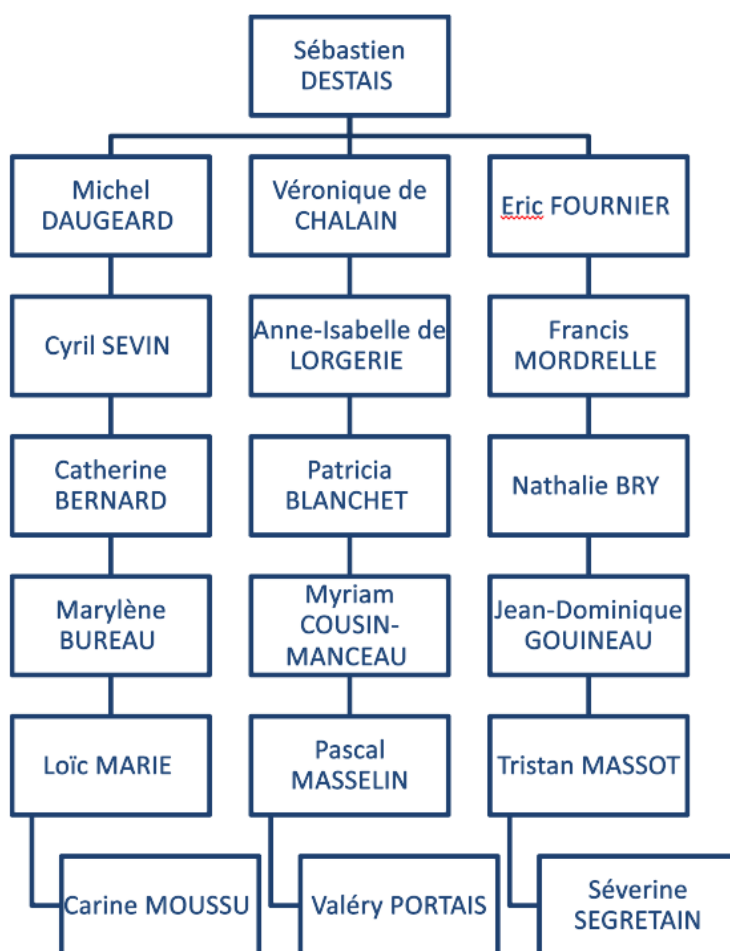 Sébastien
DESTAIS
Michel
DAUGEARD
Véronique de
CHALAIN
Eric FOURNIER
Cyril SEVIN
Anne-Isabelle de
LORGERIE
Francis
MORDRELLE
Catherine
BERNARD
Patricia
BLANCHET
Nathalie BRY
Marylène
BUREAU
Myriam
COUSIN-
MANCEAU
Jean-Dominique
GOUINEAU
Loïc MARIE
Pascal
MASSELIN
Tristan MASSOT
Carine MOUSSU
Valéry PORTAIS
Séverine
SEGRETAIN